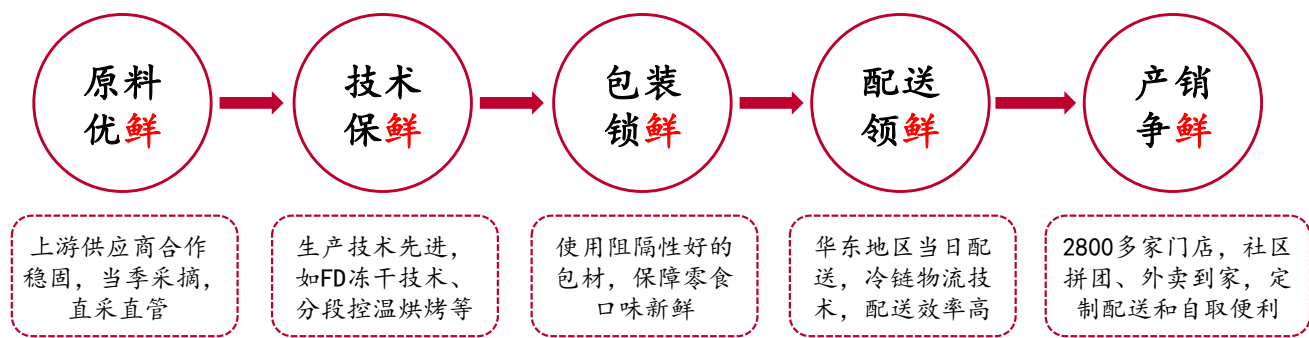 原料
优鲜
技术
保鲜
包装
锁鲜
配送
领鲜
产销
争鲜
上游供应商合作
稳固，当季采摘，
直采直管
生产技术先进，
如FD冻干技术、
分段控温烘烤等
使用阻隔性好的
包材，保障零食
口味新鲜
华东地区当日配
送，冷链物流技
术，配送效率高
2800多家门店，社区
拼团、外卖到家，定
制配送和自取便利